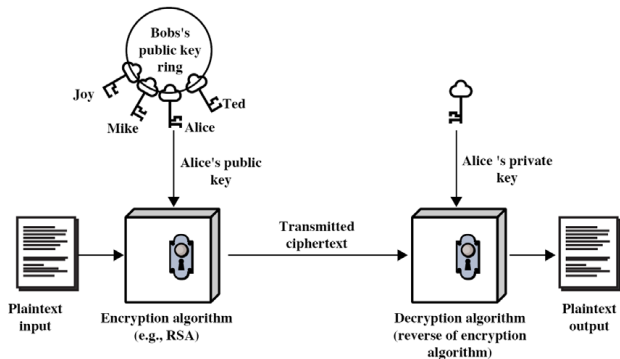 Bobs's
public key
ring
Joy
Ted
Mike
Alice
Alice's public
key
Alice 's private
key
Transmitted
ciphertext
Plaintext
input
Encryption algorithm
(e.g., RSA)
Decryption algorithm
(reverse of encryption
algorithm)
Plaintext
output